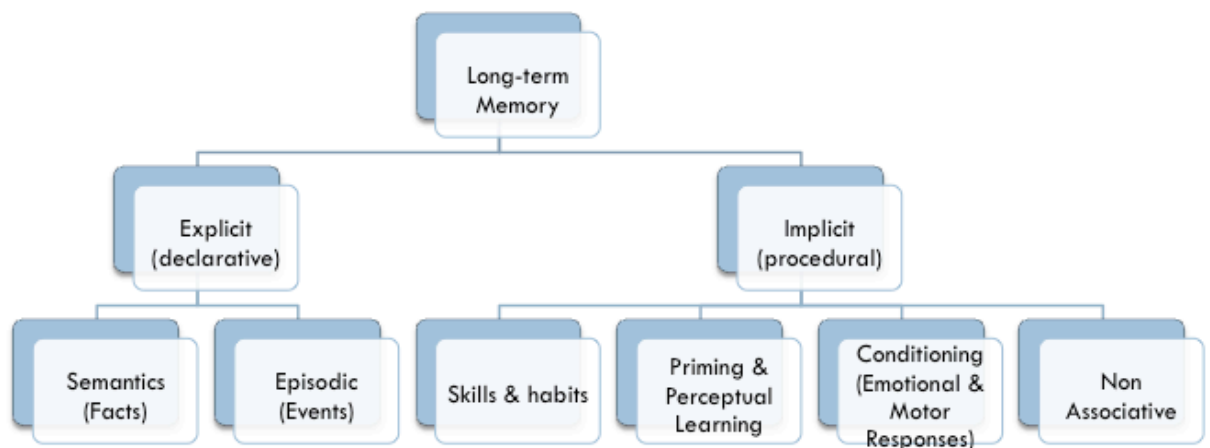 Long-term
Memory
Explicit
(declarative)
Implicit
(procedural)
Semantics
(Facts)
Episodic
(Events)
Skills & habits
Priming &
Perceptual
Learning
Conditioning
(Emotional &
Motor
Responses)
Non
Associative